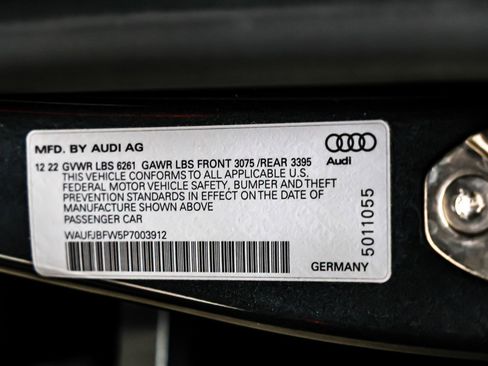 MFD. BY AUDI AG
Audi
12 22 GVWR LBS 6261 GAWR LBS FRONT 3075 /REAR 3395
THIS VEHICLE CONFORMS TO ALL APPLICABLE U.S.
FEDERAL MOTOR VEHICLE SAFETY, BUMPER AND THEFT
PREVENTION STANDARDS IN EFFECT ON THE DATE OF
MANUFACTURE SHOWN ABOVE
PASSENGER CAR
WAUFJBFW5P7003912
GERMANY
5011055